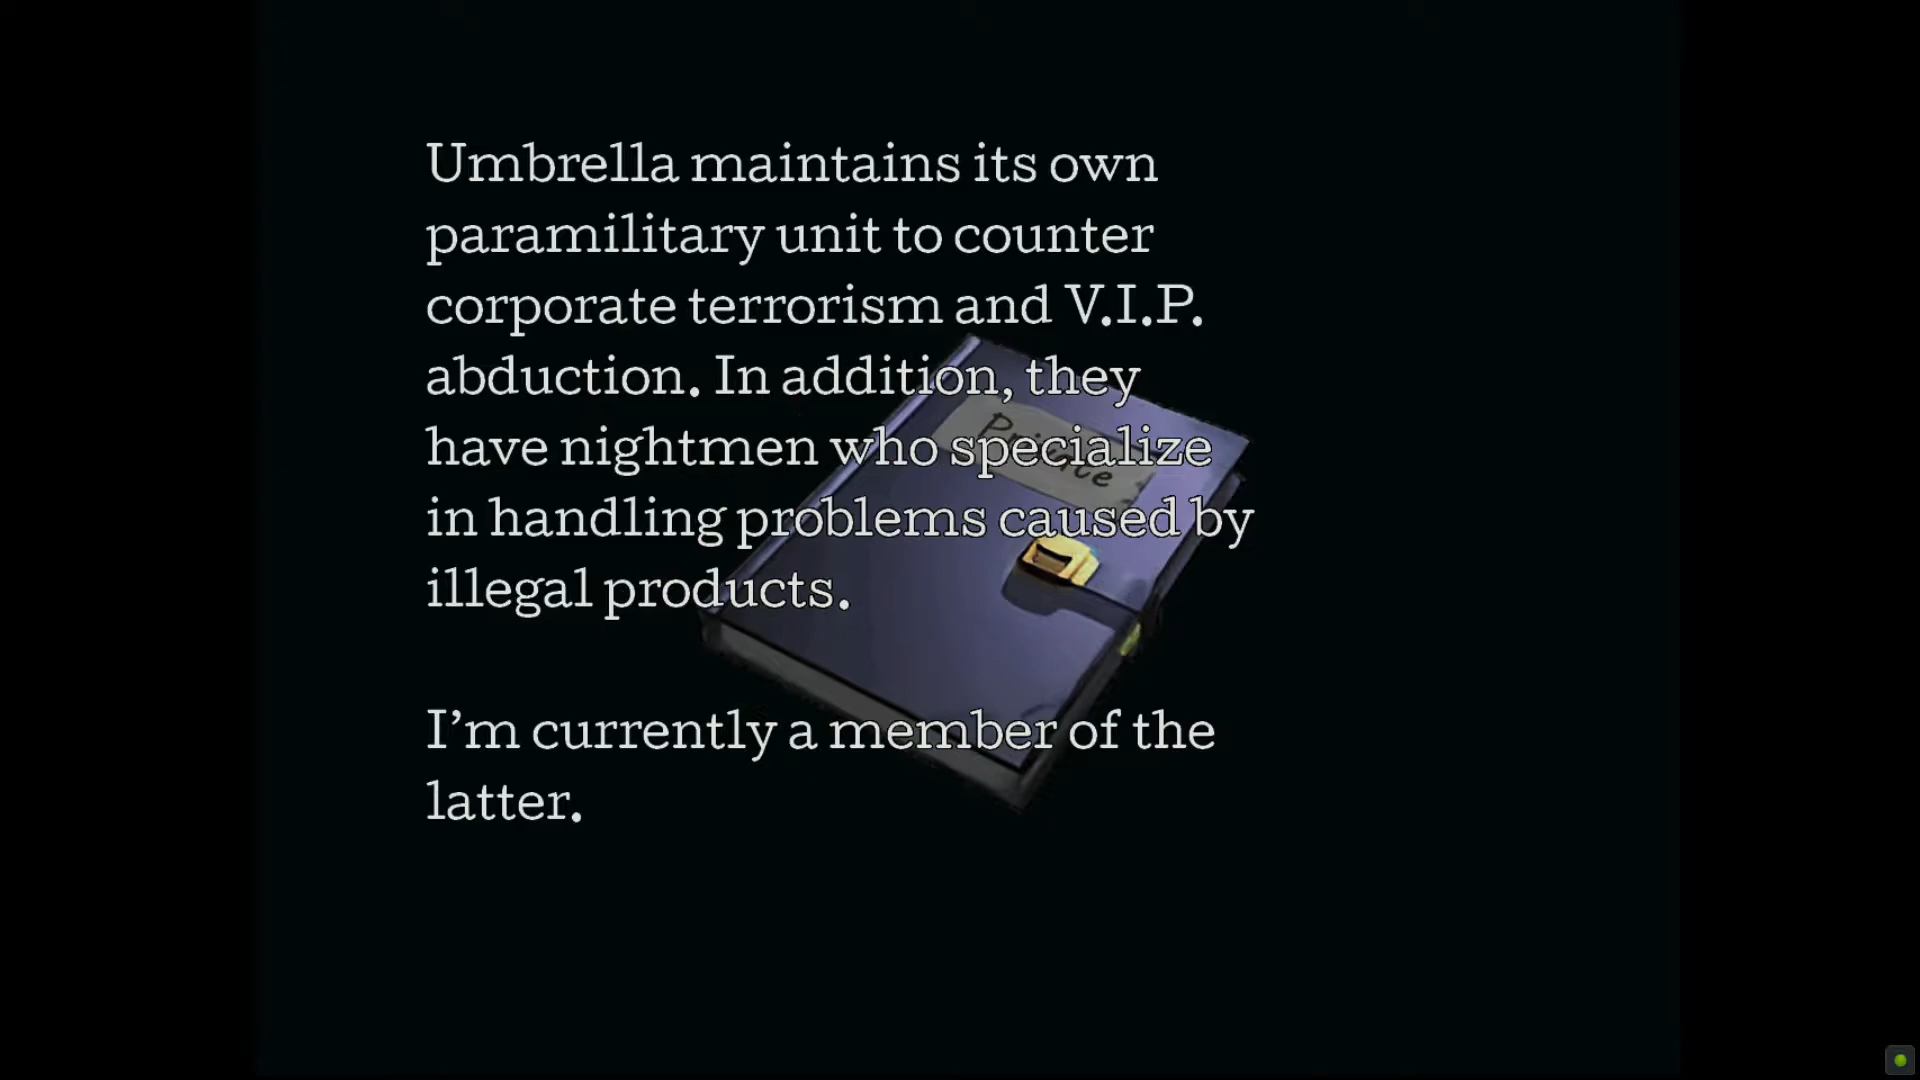 Umbrella maintains its own
paramilitary unit to counter
corporate terrorism and V.I.P.
abduction. In addition, they
have nightmen who specialize
in handling problems caused by
illegal products.
I’m currently a member of the
latter.